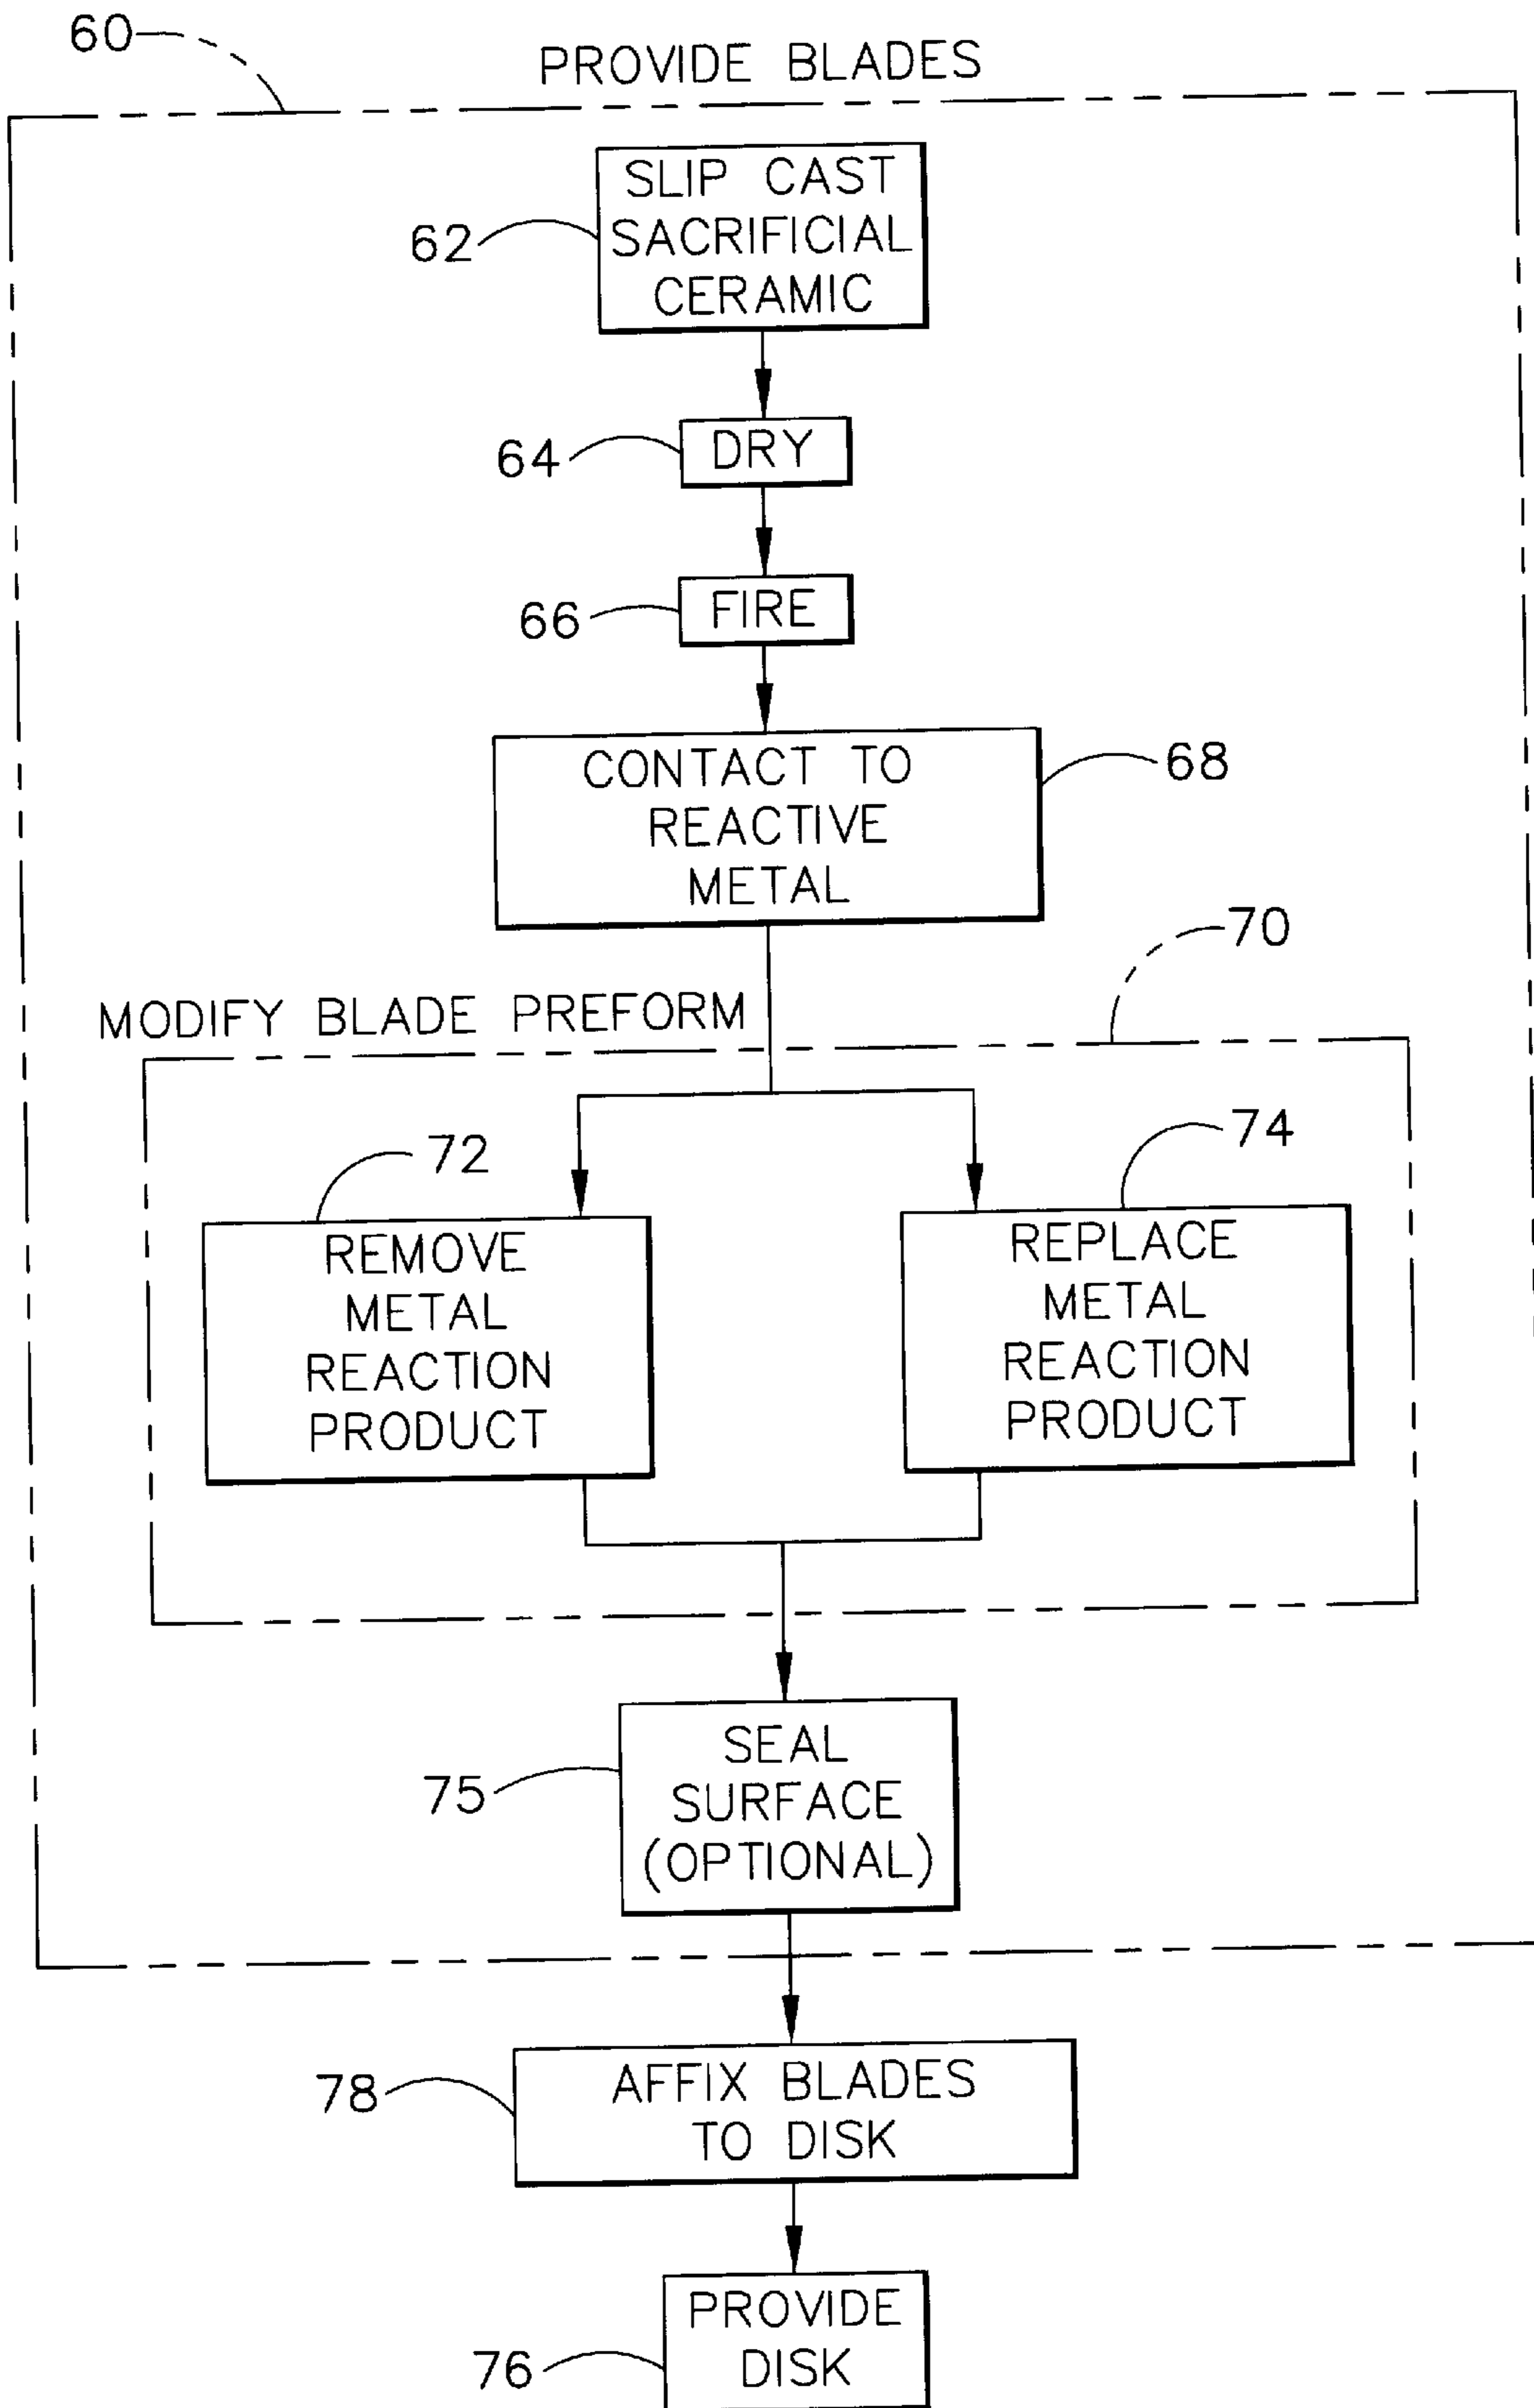 60
PROVIDE BLADES
SLIP CAST
SACRIFICIAL
CERAMIC
62
64
DRY
66
FIRE
CONTACT TO
REACTIVE
METAL
68
70
MODIFY BLADE PREFORM
72
74
REMOVE
METAL
REACTION
PRODUCT
REPLACE
METAL
REACTION
PRODUCT
75
SEAL
SURFACE
(OPTIONAL)
78
AFFIX BLADES
TO DISK
76
PROVIDE
DISK